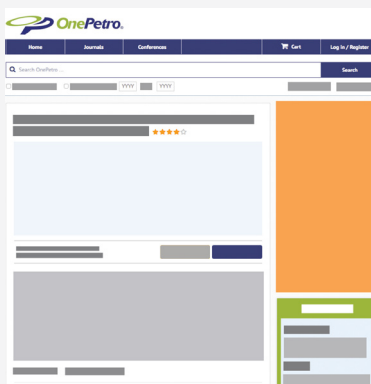 OnePetro.
Home Journals Conferences Cart Log in / Register
Search OnePetro ... Search
YYYY YYYY